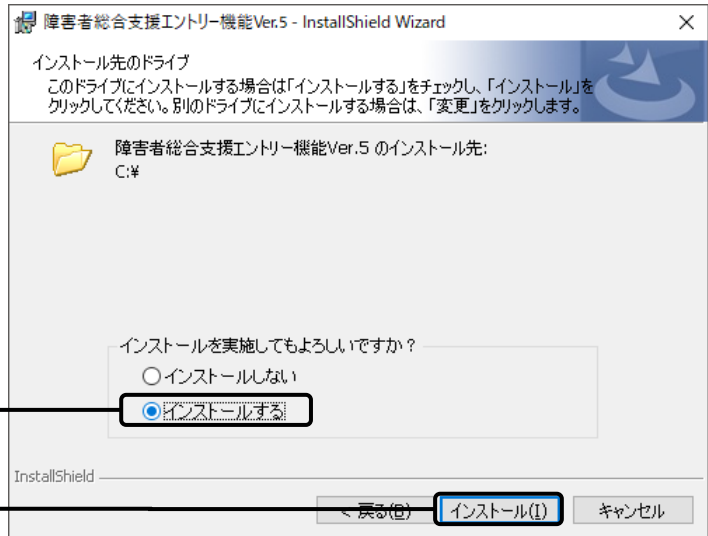 障害者総合支援エントリー機能Ver.5 - InstallShield Wizard
インストール先のドライブ
このドライブにインストールする場合は「インストールする」をチェックし、「インストール」を
クリックしてください。別のドライブにインストールする場合は、「変更」をクリックします。
障害者総合支援エントリー機能Ver.5 のインストール先:
C:¥
インストールを実施してもよろしいですか？
インストールしない
インストールする
InstallShield
< 戻る(B) インストール(I) キャンセル